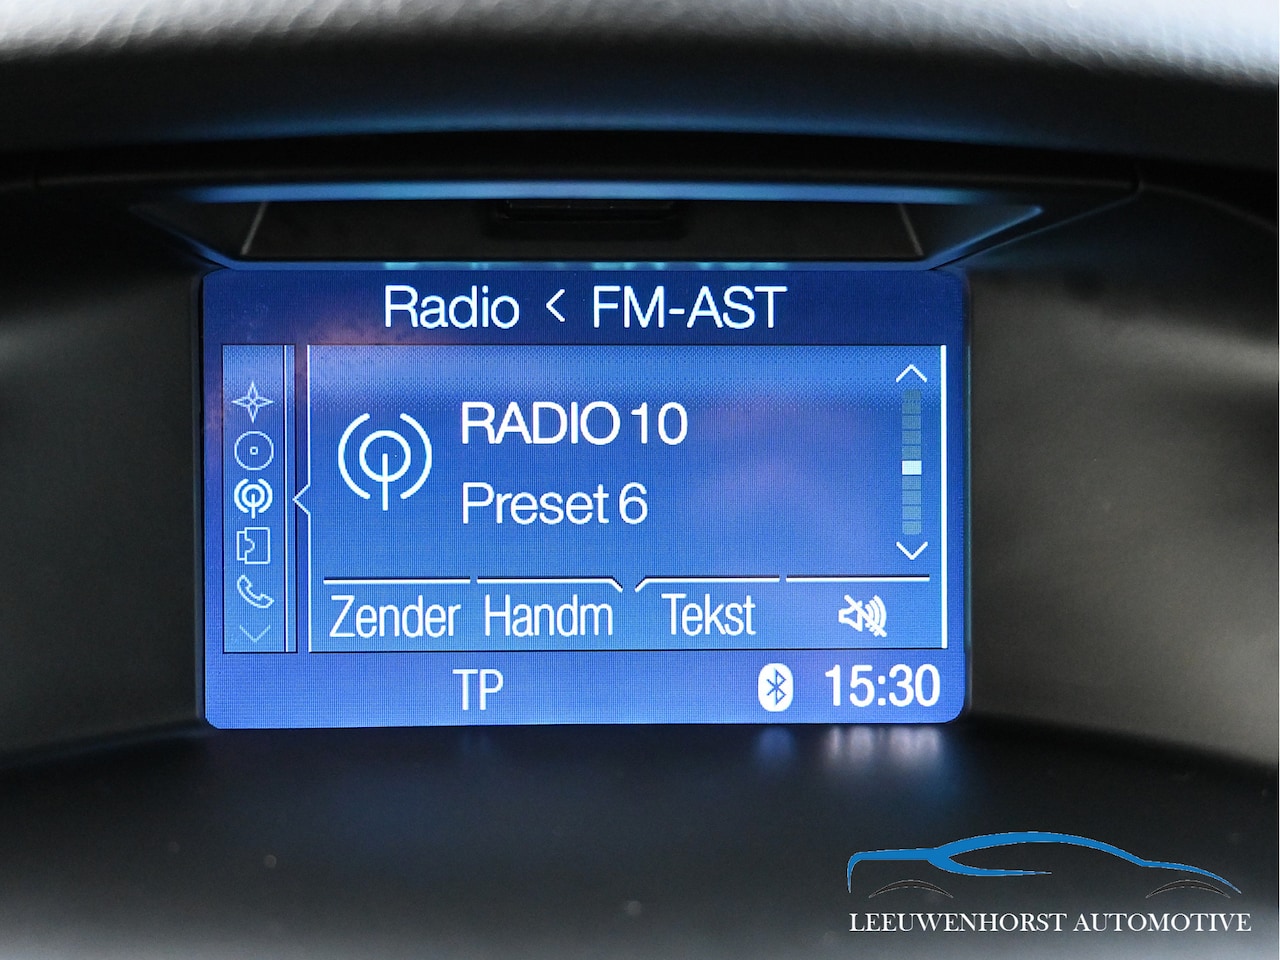 Radio < FM-AST
RADIO 10
Preset 6
Zender Handm Tekst
TP 15:30
LEEUWENHORST AUTOMOTIVE